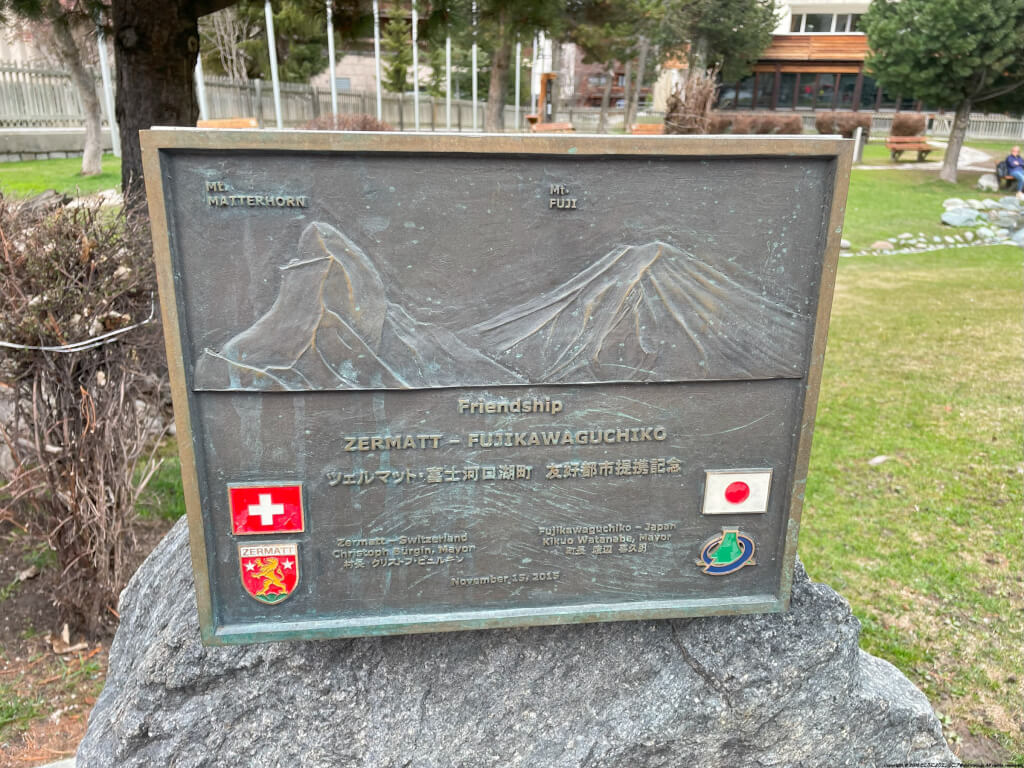 Mt.
MATTERHORN
Mt.
FUJI
Friendship
ZERMATT – FUJIKAWAGUCHIKO
ツェルマット・富士河口湖町 友好都市提携記念
Zermatt – Switzerland
Christoph Bürgin, Mayor
村長 クリストフ・ビュルギン
ZERMATT
Fujikawaguchiko – Japan
Kikuo Watanabe, Mayor
町長 渡辺 喜久男
November 15, 2015